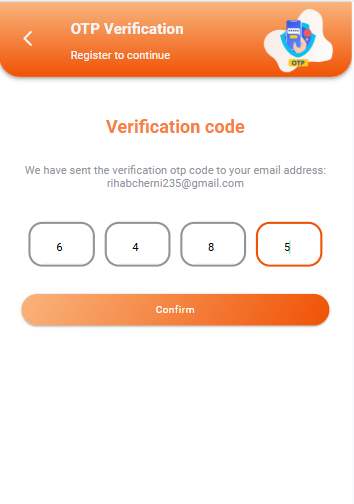 OTP Verification
Register to continue
OTP
Verification code
We have sent the verification otp code to your email address:
rihabcherni235@gmail.com
6 4 8 5
Confirm